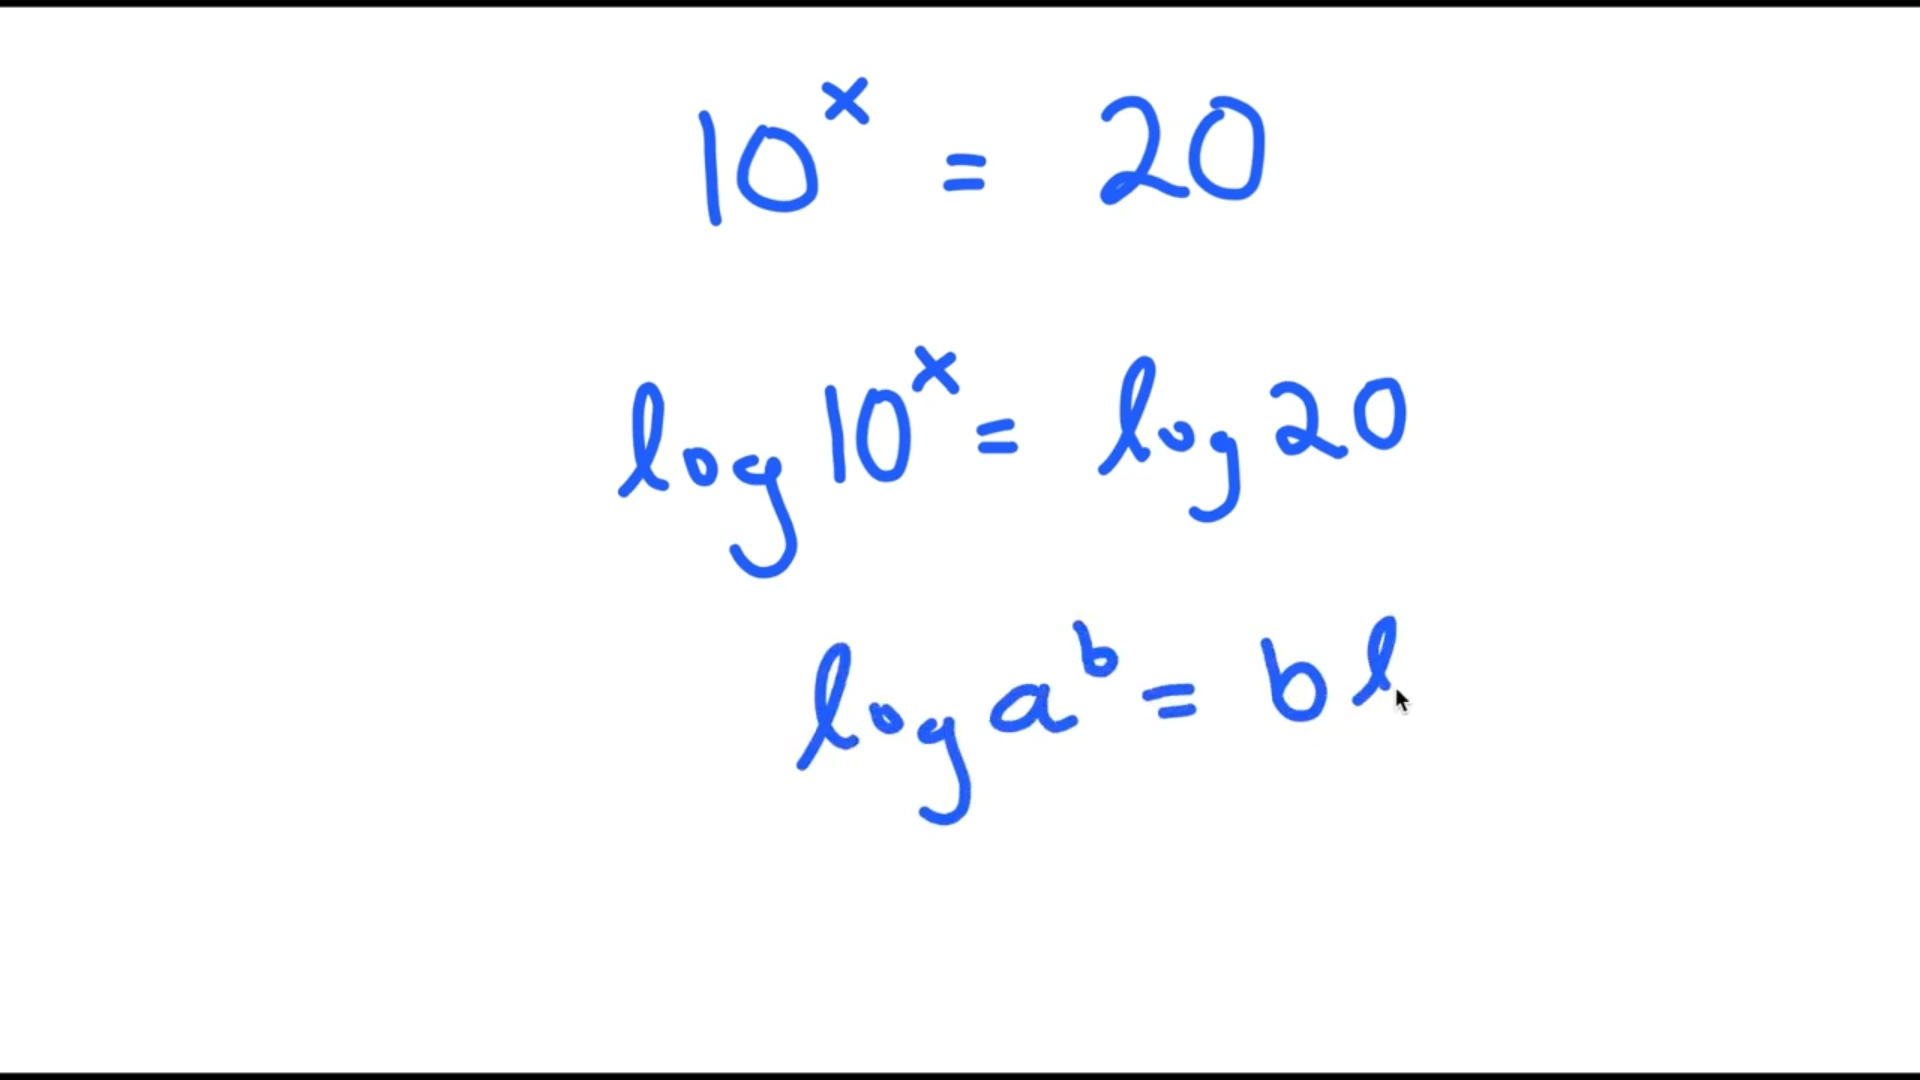 10^x = 20
log 10^x = log 20
log a^b = b l